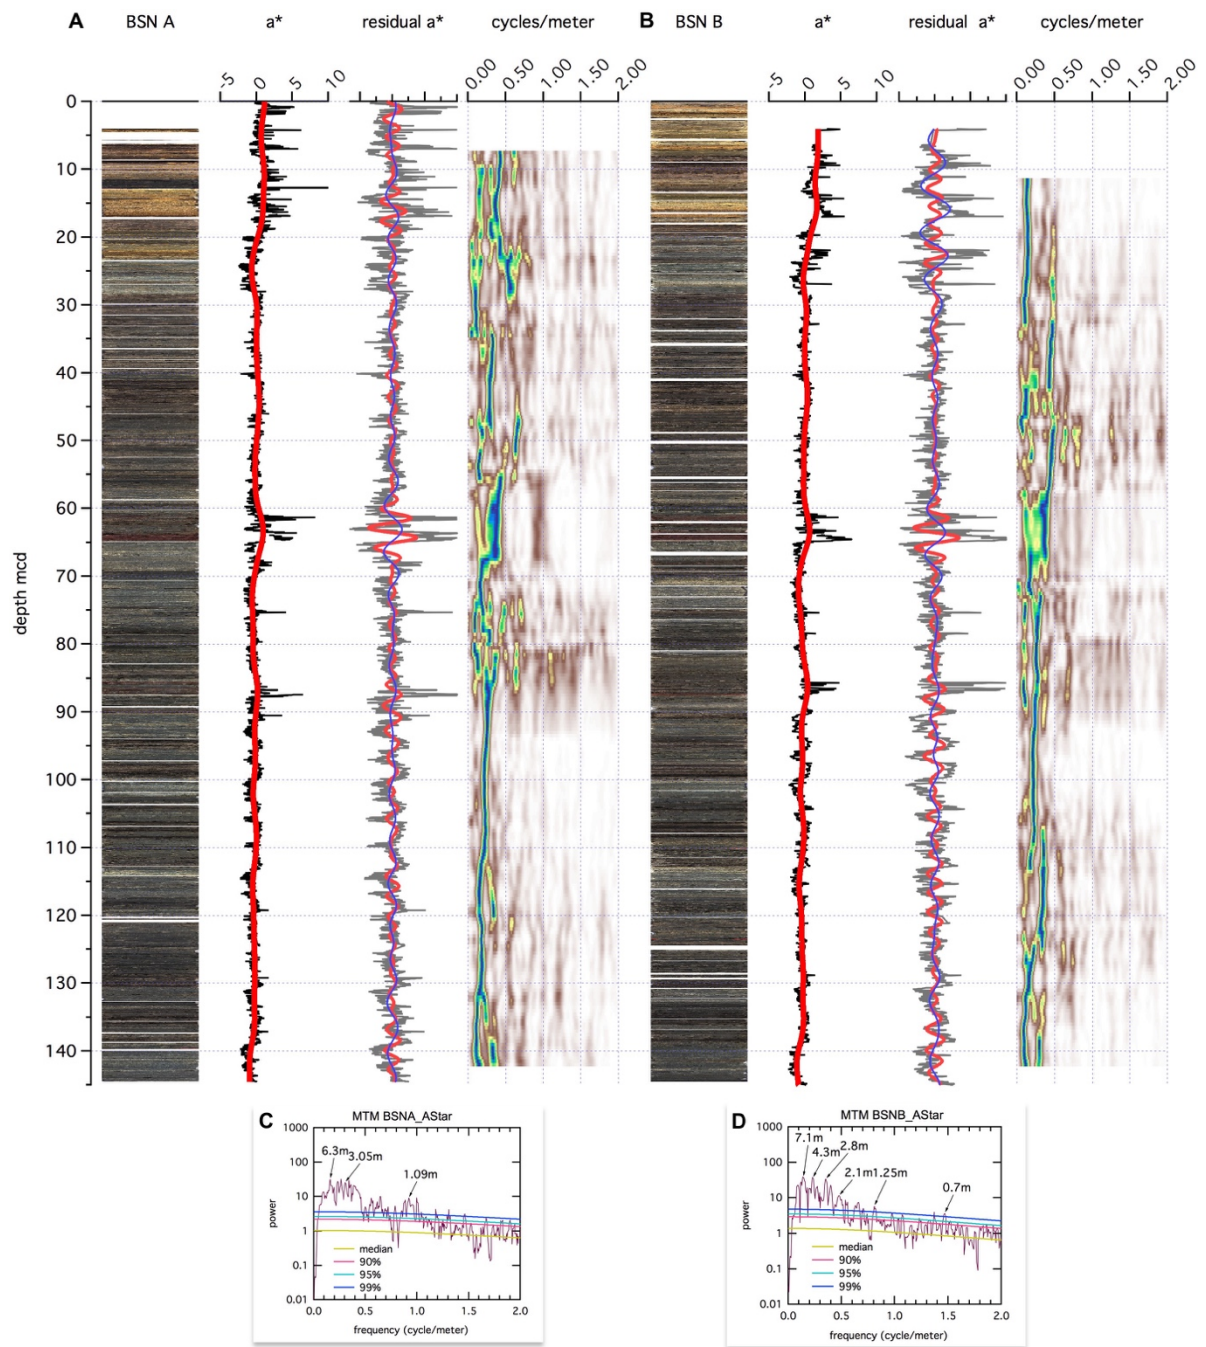 A BSN A a* residual a* cycles/meter B BSN B a* residual a* cycles/meter
-5 0 5 10 0.00 0.50 1.00 1.50 2.00 -5 0 5 10 0.00 0.50 1.00 1.50 2.00
0
10
20
30
40
50
60
70
80
90
100
110
120
130
140
depth mcd
C MTM BSNA_AStar
1000
100
10
1
0.1
0.01
power
6.3m
3.05m
1.09m
median
90%
95%
99%
0.0 0.5 1.0 1.5 2.0
frequency (cycle/meter)
D MTM BSNB_AStar
1000
100
10
1
0.1
0.01
power
7.1m
4.3m
2.8m
2.1m
1.25m
0.7m
median
90%
95%
99%
0.0 0.5 1.0 1.5 2.0
frequency (cycle/meter)